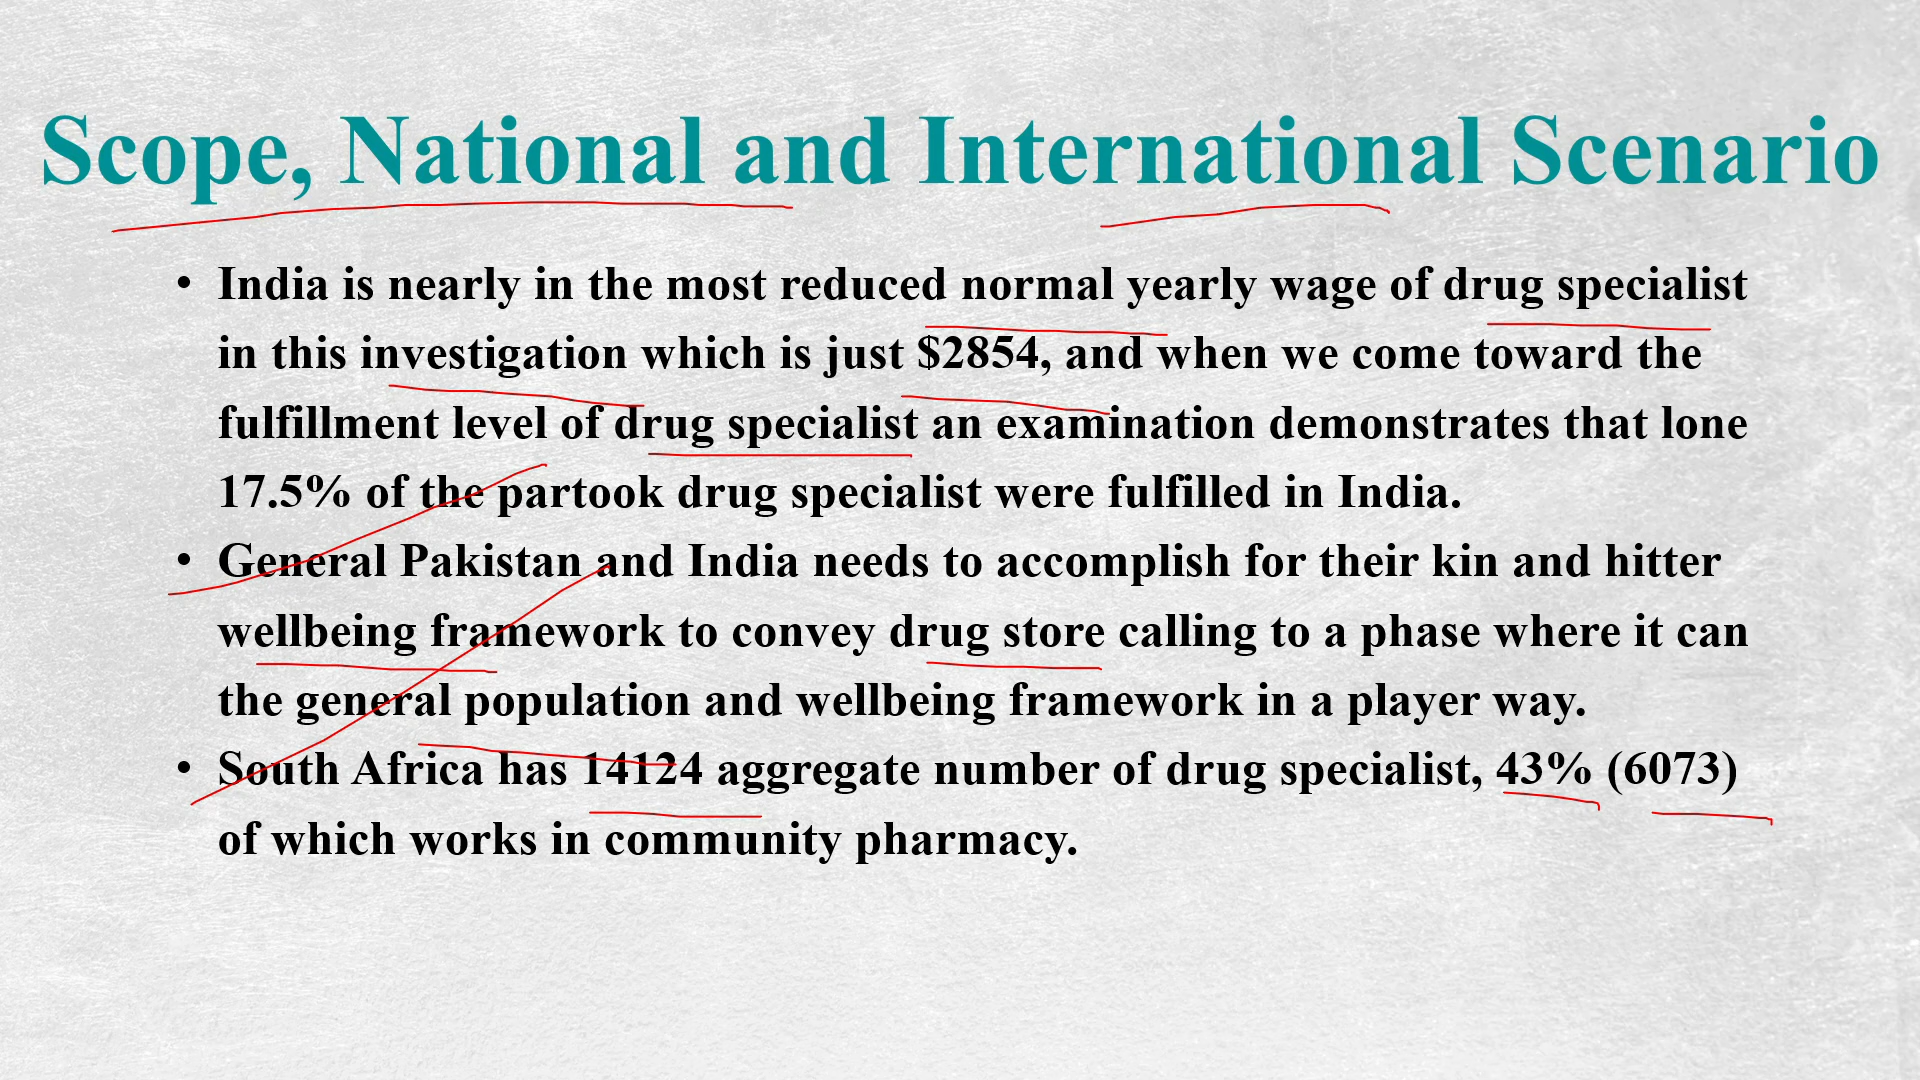 Scope, National and International Scenario
• India is nearly in the most reduced normal yearly wage of drug specialist
in this investigation which is just $2854, and when we come toward the
fulfillment level of drug specialist an examination demonstrates that lone
17.5% of the partook drug specialist were fulfilled in India.
• General Pakistan and India needs to accomplish for their kin and hitter
wellbeing framework to convey drug store calling to a phase where it can
the general population and wellbeing framework in a player way.
• South Africa has 14124 aggregate number of drug specialist, 43% (6073)
of which works in community pharmacy.